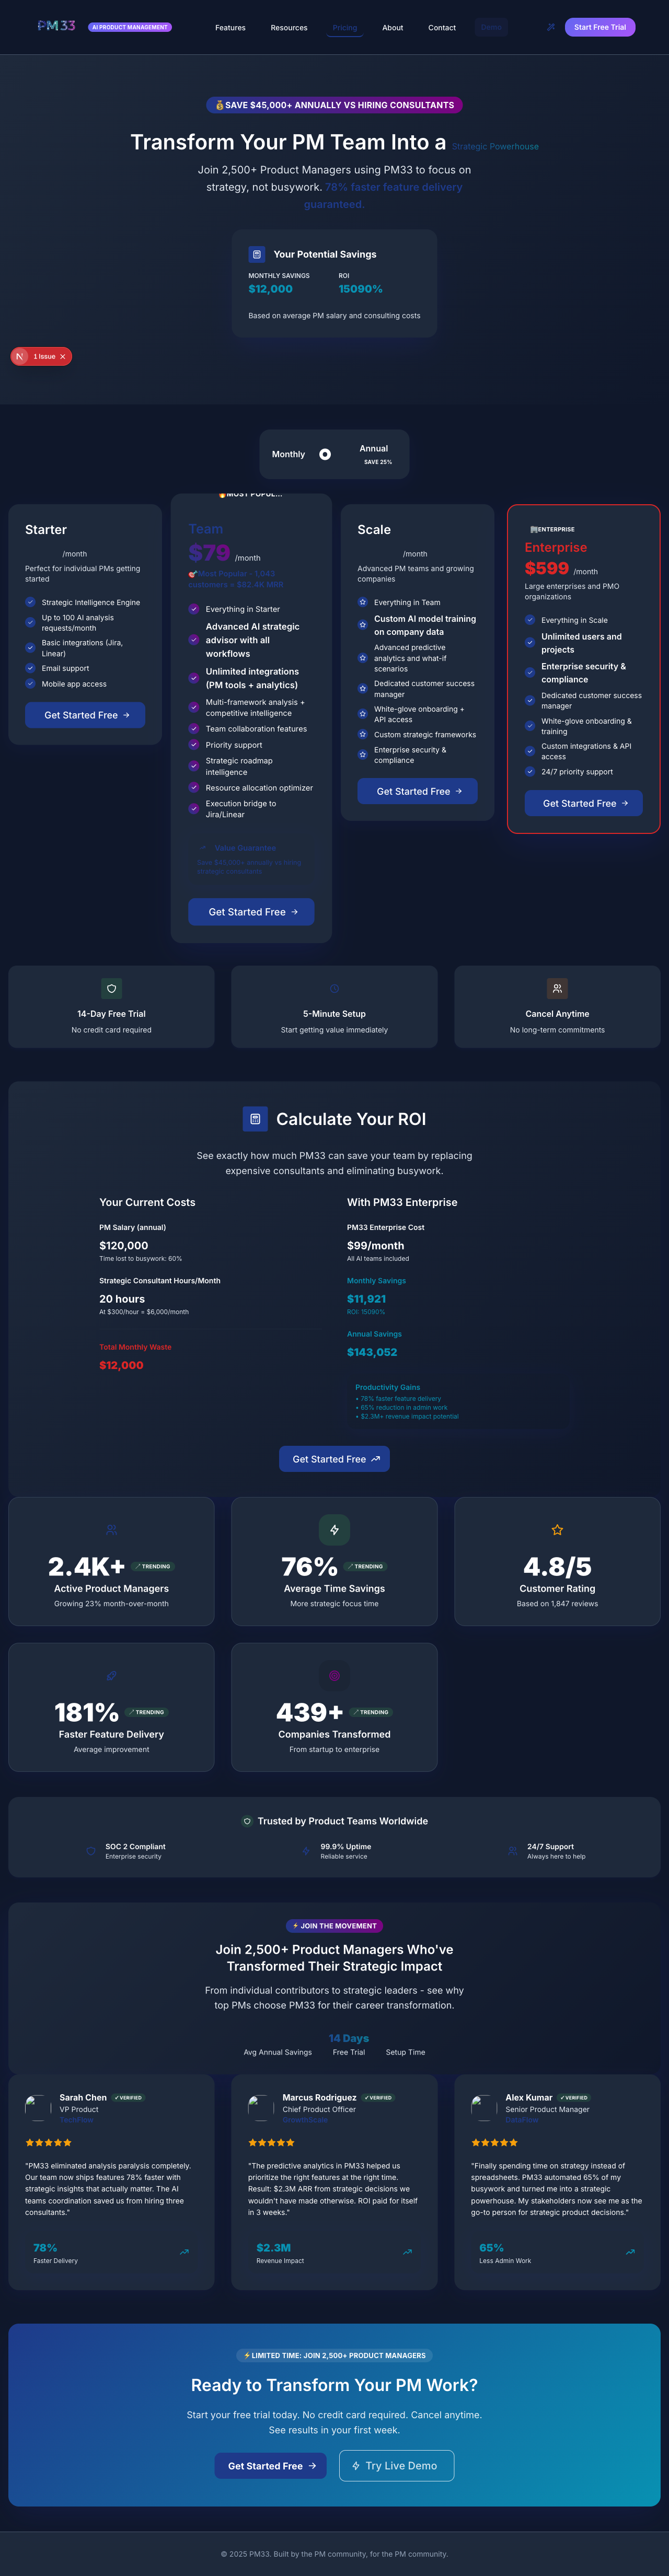 PM33
AI PRODUCT MANAGEMENT
Features
Resources
Pricing
About
Contact
Demo
Start Free Trial
💰SAVE $45,000+ ANNUALLY VS HIRING CONSULTANTS
Transform Your PM Team Into a Strategic Powerhouse
Join 2,500+ Product Managers using PM33 to focus on
strategy, not busywork. 78% faster feature delivery
guaranteed.
Your Potential Savings
MONTHLY SAVINGS
$12,000
ROI
15090%
Based on average PM salary and consulting costs
N
1 Issue
Monthly
Annual
SAVE 25%
Starter
/month
Perfect for individual PMs getting
started
Strategic Intelligence Engine
Up to 100 AI analysis
requests/month
Basic integrations (Jira,
Linear)
Email support
Mobile app access
Get Started Free
🔥MOST POPUL...
Team
$79 /month
🎯Most Popular - 1,043
customers = $82.4K MRR
Everything in Starter
Advanced AI strategic
advisor with all
workflows
Unlimited integrations
(PM tools + analytics)
Multi-framework analysis +
competitive intelligence
Team collaboration features
Priority support
Strategic roadmap
intelligence
Resource allocation optimizer
Execution bridge to
Jira/Linear
Value Guarantee
Save $45,000+ annually vs hiring
strategic consultants
Get Started Free
Scale
/month
Advanced PM teams and growing
companies
Everything in Team
Custom AI model training
on company data
Advanced predictive
analytics and what-if
scenarios
Dedicated customer success
manager
White-glove onboarding +
API access
Custom strategic frameworks
Enterprise security &
compliance
Get Started Free
🏢ENTERPRISE
Enterprise
$599 /month
Large enterprises and PMO
organizations
Everything in Scale
Unlimited users and
projects
Enterprise security &
compliance
Dedicated customer success
manager
White-glove onboarding &
training
Custom integrations & API
access
24/7 priority support
Get Started Free
14-Day Free Trial
No credit card required
5-Minute Setup
Start getting value immediately
Cancel Anytime
No long-term commitments
Calculate Your ROI
See exactly how much PM33 can save your team by replacing
expensive consultants and eliminating busywork.
Your Current Costs
PM Salary (annual)
$120,000
Time lost to busywork: 60%
Strategic Consultant Hours/Month
20 hours
At $300/hour = $6,000/month
Total Monthly Waste
$12,000
With PM33 Enterprise
PM33 Enterprise Cost
$99/month
All AI teams included
Monthly Savings
$11,921
ROI: 15090%
Annual Savings
$143,052
Productivity Gains
• 78% faster feature delivery
• 65% reduction in admin work
• $2.3M+ revenue impact potential
Get Started Free
2.4K+ TRENDING
Active Product Managers
Growing 23% month-over-month
76% TRENDING
Average Time Savings
More strategic focus time
4.8/5
Customer Rating
Based on 1,847 reviews
181% TRENDING
Faster Feature Delivery
Average improvement
439+ TRENDING
Companies Transformed
From startup to enterprise
Trusted by Product Teams Worldwide
SOC 2 Compliant
Enterprise security
99.9% Uptime
Reliable service
24/7 Support
Always here to help
⚡JOIN THE MOVEMENT
Join 2,500+ Product Managers Who've
Transformed Their Strategic Impact
From individual contributors to strategic leaders - see why
top PMs choose PM33 for their career transformation.
Avg Annual Savings
14 Days
Free Trial
Setup Time
Sarah Chen ✓ VERIFIED
VP Product
TechFlow
"PM33 eliminated analysis paralysis completely.
Our team now ships features 78% faster with
strategic insights that actually matter. The AI
teams coordination saved us from hiring three
consultants."
78%
Faster Delivery
Marcus Rodriguez ✓ VERIFIED
Chief Product Officer
GrowthScale
"The predictive analytics in PM33 helped us
prioritize the right features at the right time.
Result: $2.3M ARR from strategic decisions we
wouldn't have made otherwise. ROI paid for itself
in 3 weeks."
$2.3M
Revenue Impact
Alex Kumar ✓ VERIFIED
Senior Product Manager
DataFlow
"Finally spending time on strategy instead of
spreadsheets. PM33 automated 65% of my
busywork and turned me into a strategic
powerhouse. My stakeholders now see me as the
go-to person for strategic product decisions."
65%
Less Admin Work
⚡LIMITED TIME: JOIN 2,500+ PRODUCT MANAGERS
Ready to Transform Your PM Work?
Start your free trial today. No credit card required. Cancel anytime.
See results in your first week.
Get Started Free
Try Live Demo
© 2025 PM33. Built by the PM community, for the PM community.